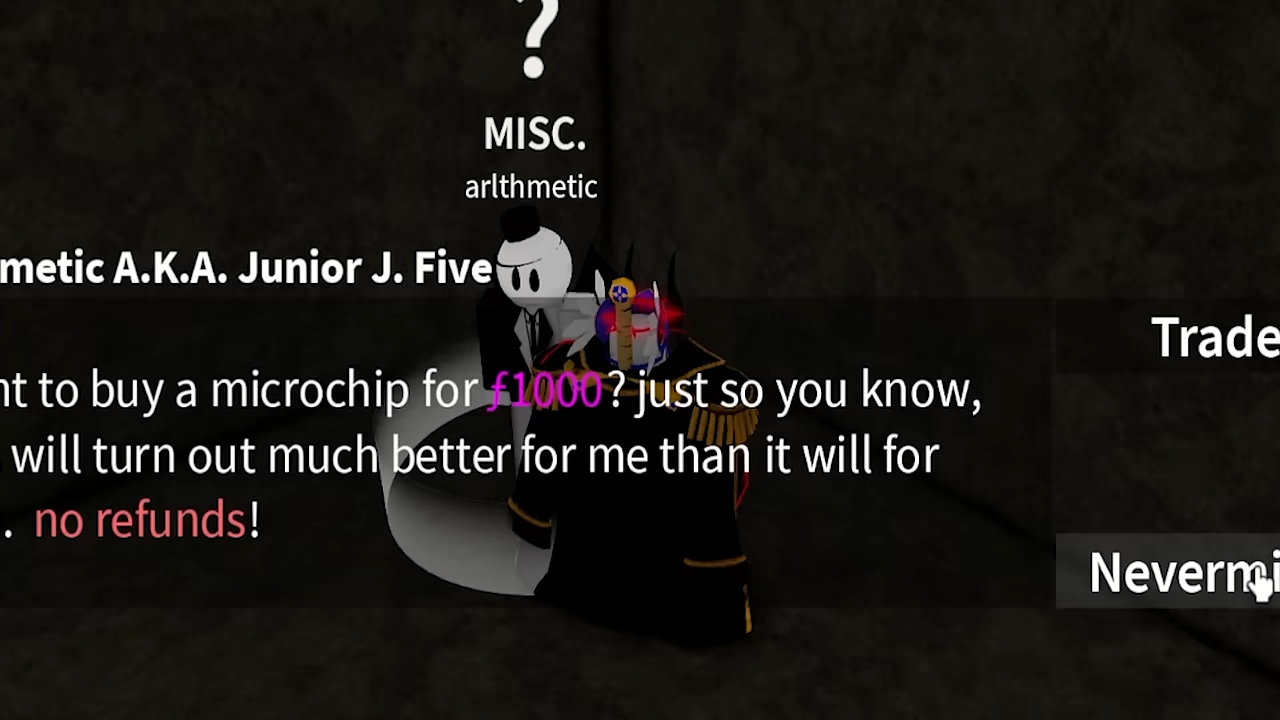 ?
MISC.
arlthmetic
metic A.K.A. Junior J. Five
nt to buy a microchip for ƒ1000? just so you know,
will turn out much better for me than it will for
. no refunds!
Trade
Nevermi